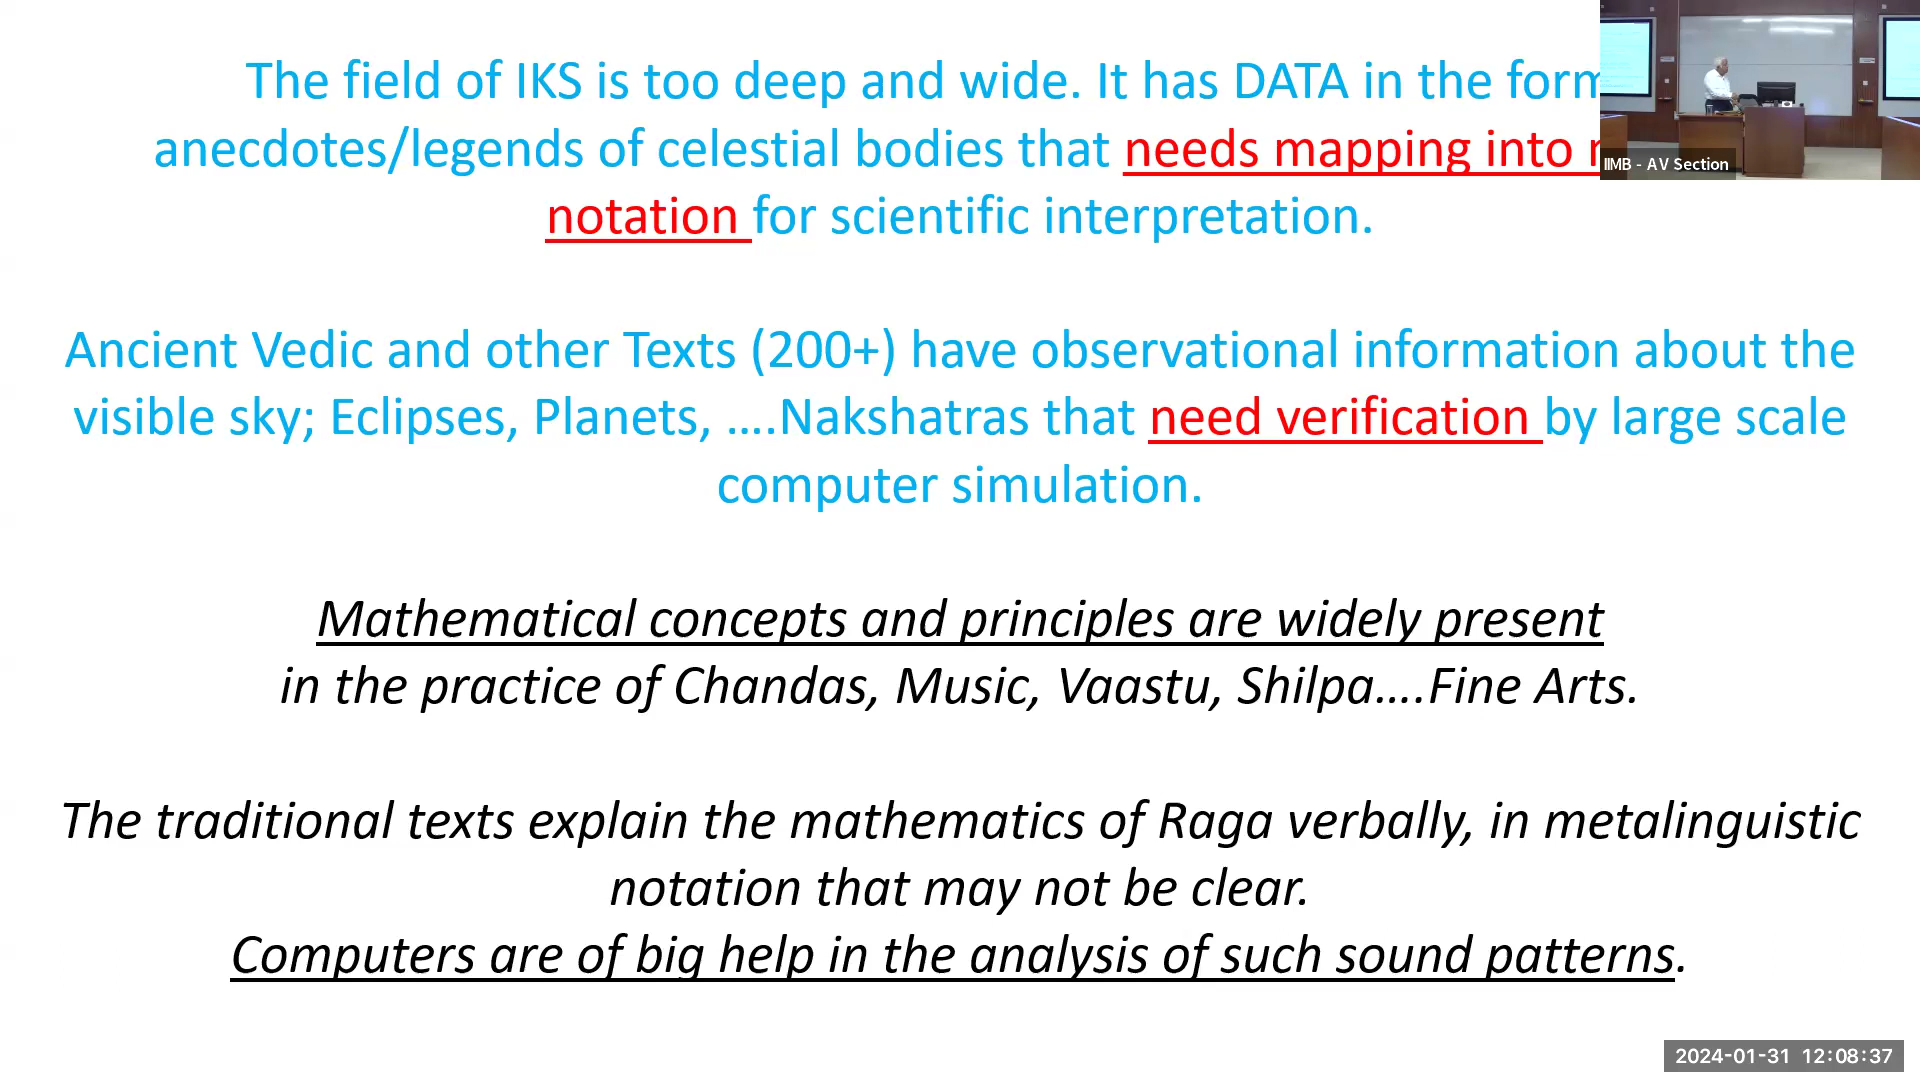 The field of IKS is too deep and wide. It has DATA in the form
anecdotes/legends of celestial bodies that needs mapping into
notation for scientific interpretation.
Ancient Vedic and other Texts (200+) have observational information about the
visible sky; Eclipses, Planets, ....Nakshatras that need verification by large scale
computer simulation.
Mathematical concepts and principles are widely present
in the practice of Chandas, Music, Vaastu, Shilpa....Fine Arts.
The traditional texts explain the mathematics of Raga verbally, in metalinguistic
notation that may not be clear.
Computers are of big help in the analysis of such sound patterns.
IIMB - AV Section
2024-01-31 12:08:37